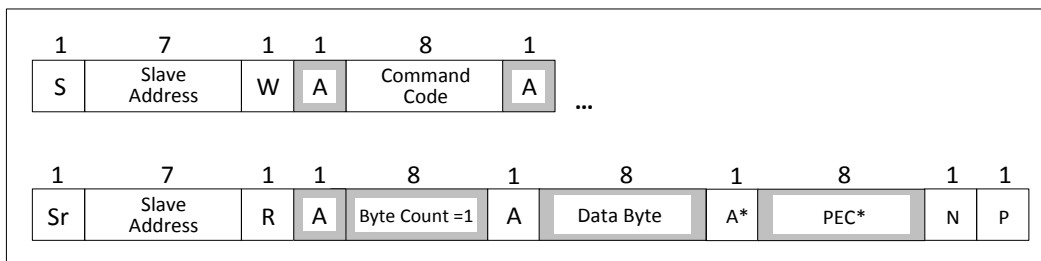 1 7 1 1 8 1
S Slave Address W A Command Code A ...
1 7 1 1 8 1 8 1 8 1 1
Sr Slave Address R A Byte Count =1 A Data Byte A* PEC* N P